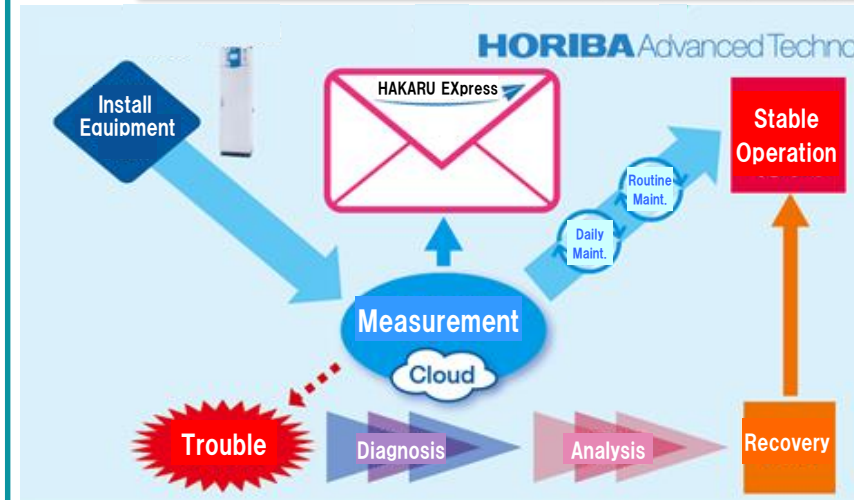 HORIBA Advanced Techno
Install
Equipment
HAKARU EXpress
Stable
Operation
Routine
Maint.
Daily
Maint.
Measurement
Cloud
Trouble
Diagnosis
Analysis
Recovery